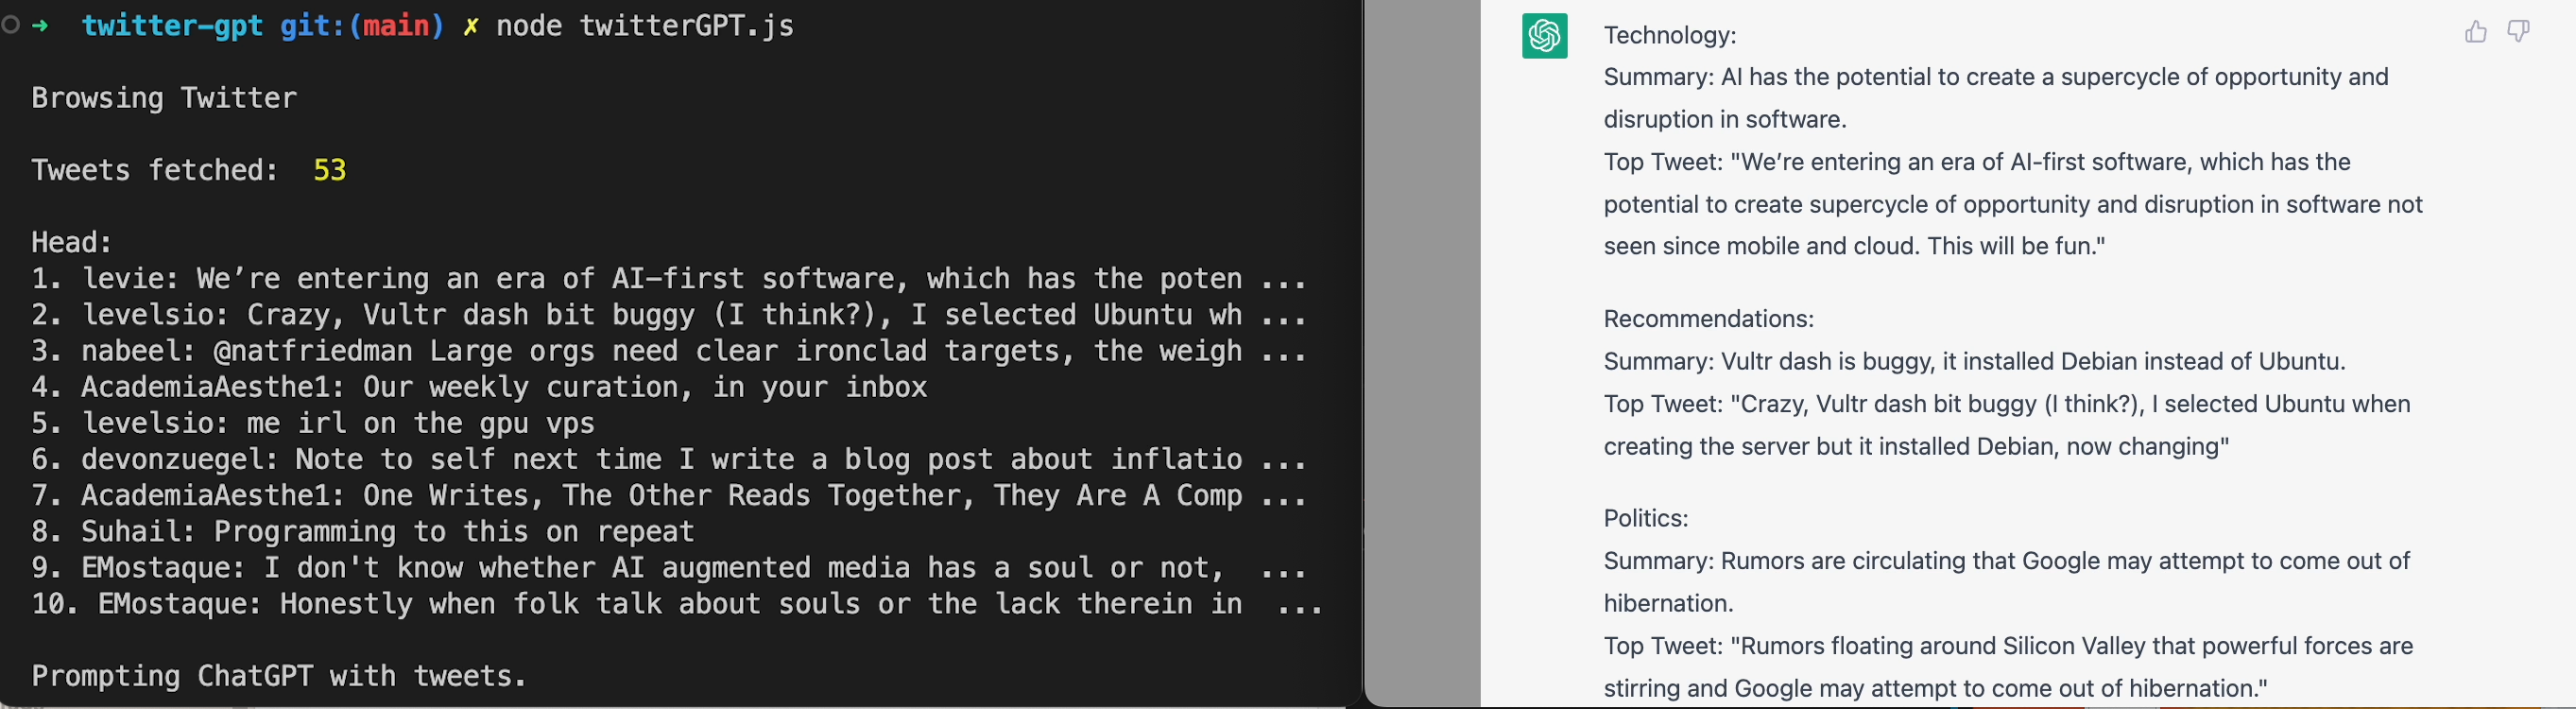 ➜ twitter-gpt git:(main) ✗ node twitterGPT.js
Browsing Twitter
Tweets fetched: 53
Head:
1. levie: We’re entering an era of AI-first software, which has the poten ...
2. levelsio: Crazy, Vultr dash bit buggy (I think?), I selected Ubuntu wh ...
3. nabeel: @natfriedman Large orgs need clear ironclad targets, the weigh ...
4. AcademiaAesthe1: Our weekly curation, in your inbox
5. levelsio: me irl on the gpu vps
6. devonzuegel: Note to self next time I write a blog post about inflatio ...
7. AcademiaAesthe1: One Writes, The Other Reads Together, They Are A Comp ...
8. Suhail: Programming to this on repeat
9. EMostaque: I don't know whether AI augmented media has a soul or not,  ...
10. EMostaque: Honestly when folk talk about souls or the lack therein in  ...
Prompting ChatGPT with tweets.
Technology:
Summary: AI has the potential to create a supercycle of opportunity and
disruption in software.
Top Tweet: "We’re entering an era of AI-first software, which has the
potential to create supercycle of opportunity and disruption in software not
seen since mobile and cloud. This will be fun."
Recommendations:
Summary: Vultr dash is buggy, it installed Debian instead of Ubuntu.
Top Tweet: "Crazy, Vultr dash bit buggy (I think?), I selected Ubuntu when
creating the server but it installed Debian, now changing"
Politics:
Summary: Rumors are circulating that Google may attempt to come out of
hibernation.
Top Tweet: "Rumors floating around Silicon Valley that powerful forces are
stirring and Google may attempt to come out of hibernation."